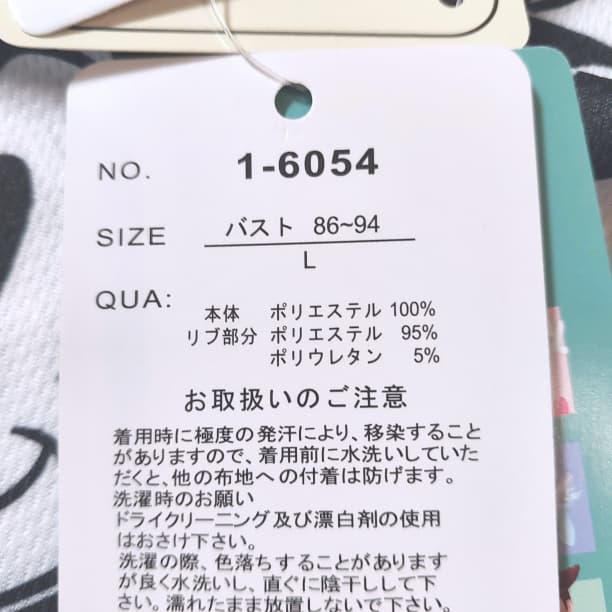 NO. 1-6054
SIZE バスト 86~94
L
QUA: 本体 ポリエステル 100%
リブ部分 ポリエステル 95%
ポリウレタン 5%
お取扱いのご注意
着用時に極度の発汗により、移染すること
がありますので、着用前に水洗いしていた
だくと、他の布地への付着は防げます。
洗濯時のお願い
ドライクリーニング及び漂白剤の使用
はおさけ下さい。
洗濯の際、色落ちすることがあります
が良く水洗いし、直ぐに陰干しして下
さい。濡れたまま放置しないで下さい。